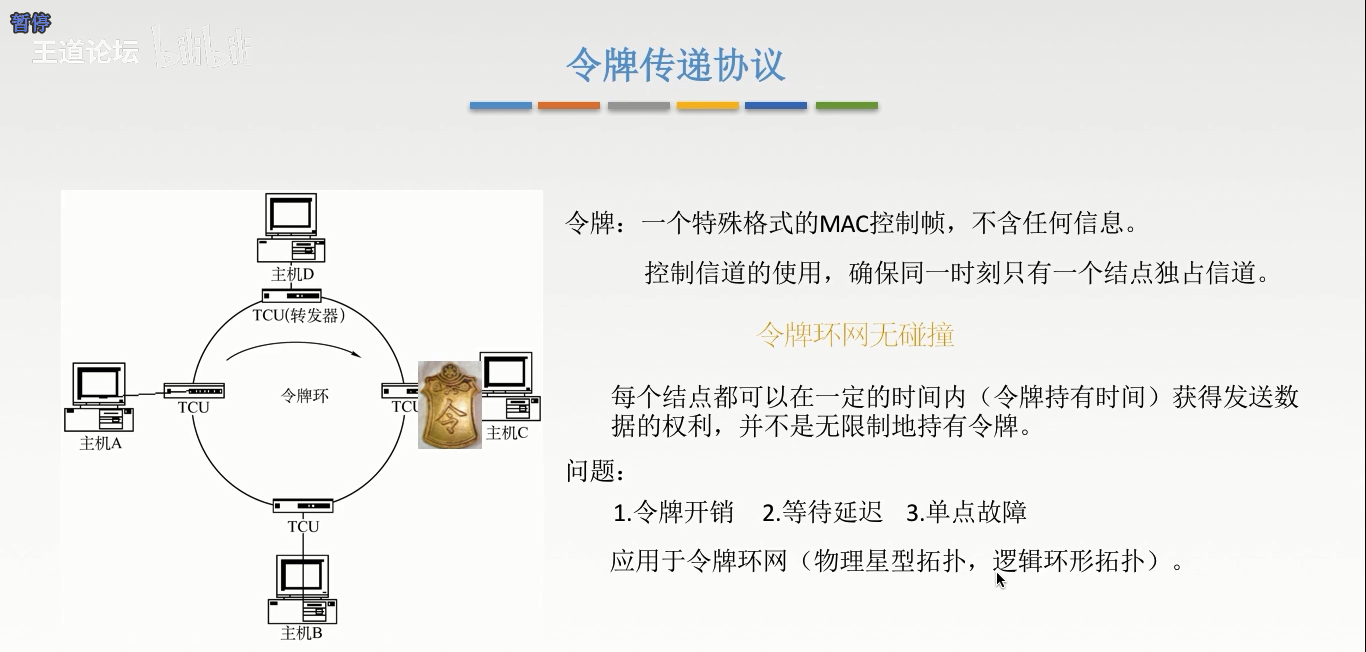 暂停
王道论坛 bilibili
令牌传递协议
主机D
TCU(转发器)
令牌环
TCU
主机A
TCU
令
主机C
TCU
主机B
令牌：一个特殊格式的MAC控制帧，不含任何信息。
控制信道的使用，确保同一时刻只有一个结点独占信道。
令牌环网无碰撞
每个结点都可以在一定的时间内（令牌持有时间）获得发送数
据的权利，并不是无限制地持有令牌。
问题：
1.令牌开销 2.等待延迟 3.单点故障
应用于令牌环网（物理星型拓扑，逻辑环形拓扑）。